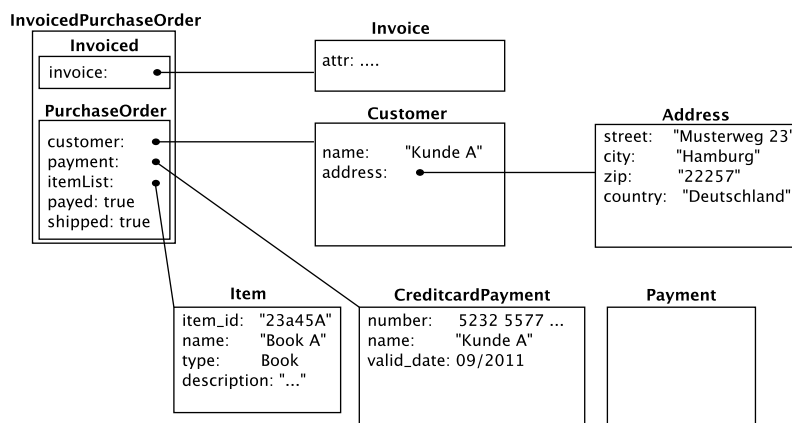 InvoicedPurchaseOrder
Invoiced
invoice:
PurchaseOrder
customer:
payment:
itemList:
payed: true
shipped: true
Invoice
attr: ....
Customer
name: "Kunde A"
address:
Address
street: "Musterweg 23"
city: "Hamburg"
zip: "22257"
country: "Deutschland"
Item
item_id: "23a45A"
name: "Book A"
type: Book
description: "..."
CreditcardPayment
number: 5232 5577 ...
name: "Kunde A"
valid_date: 09/2011
Payment